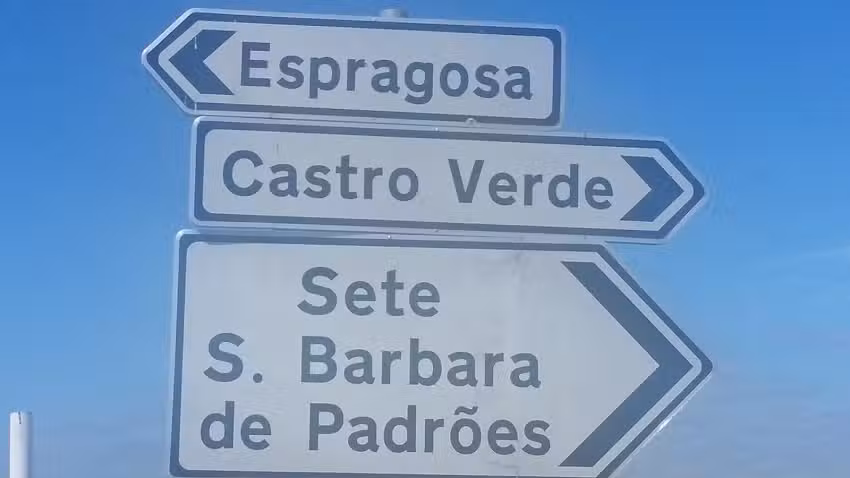 Espragosa
Castro Verde
Sete
S. Barbara
de Padrões